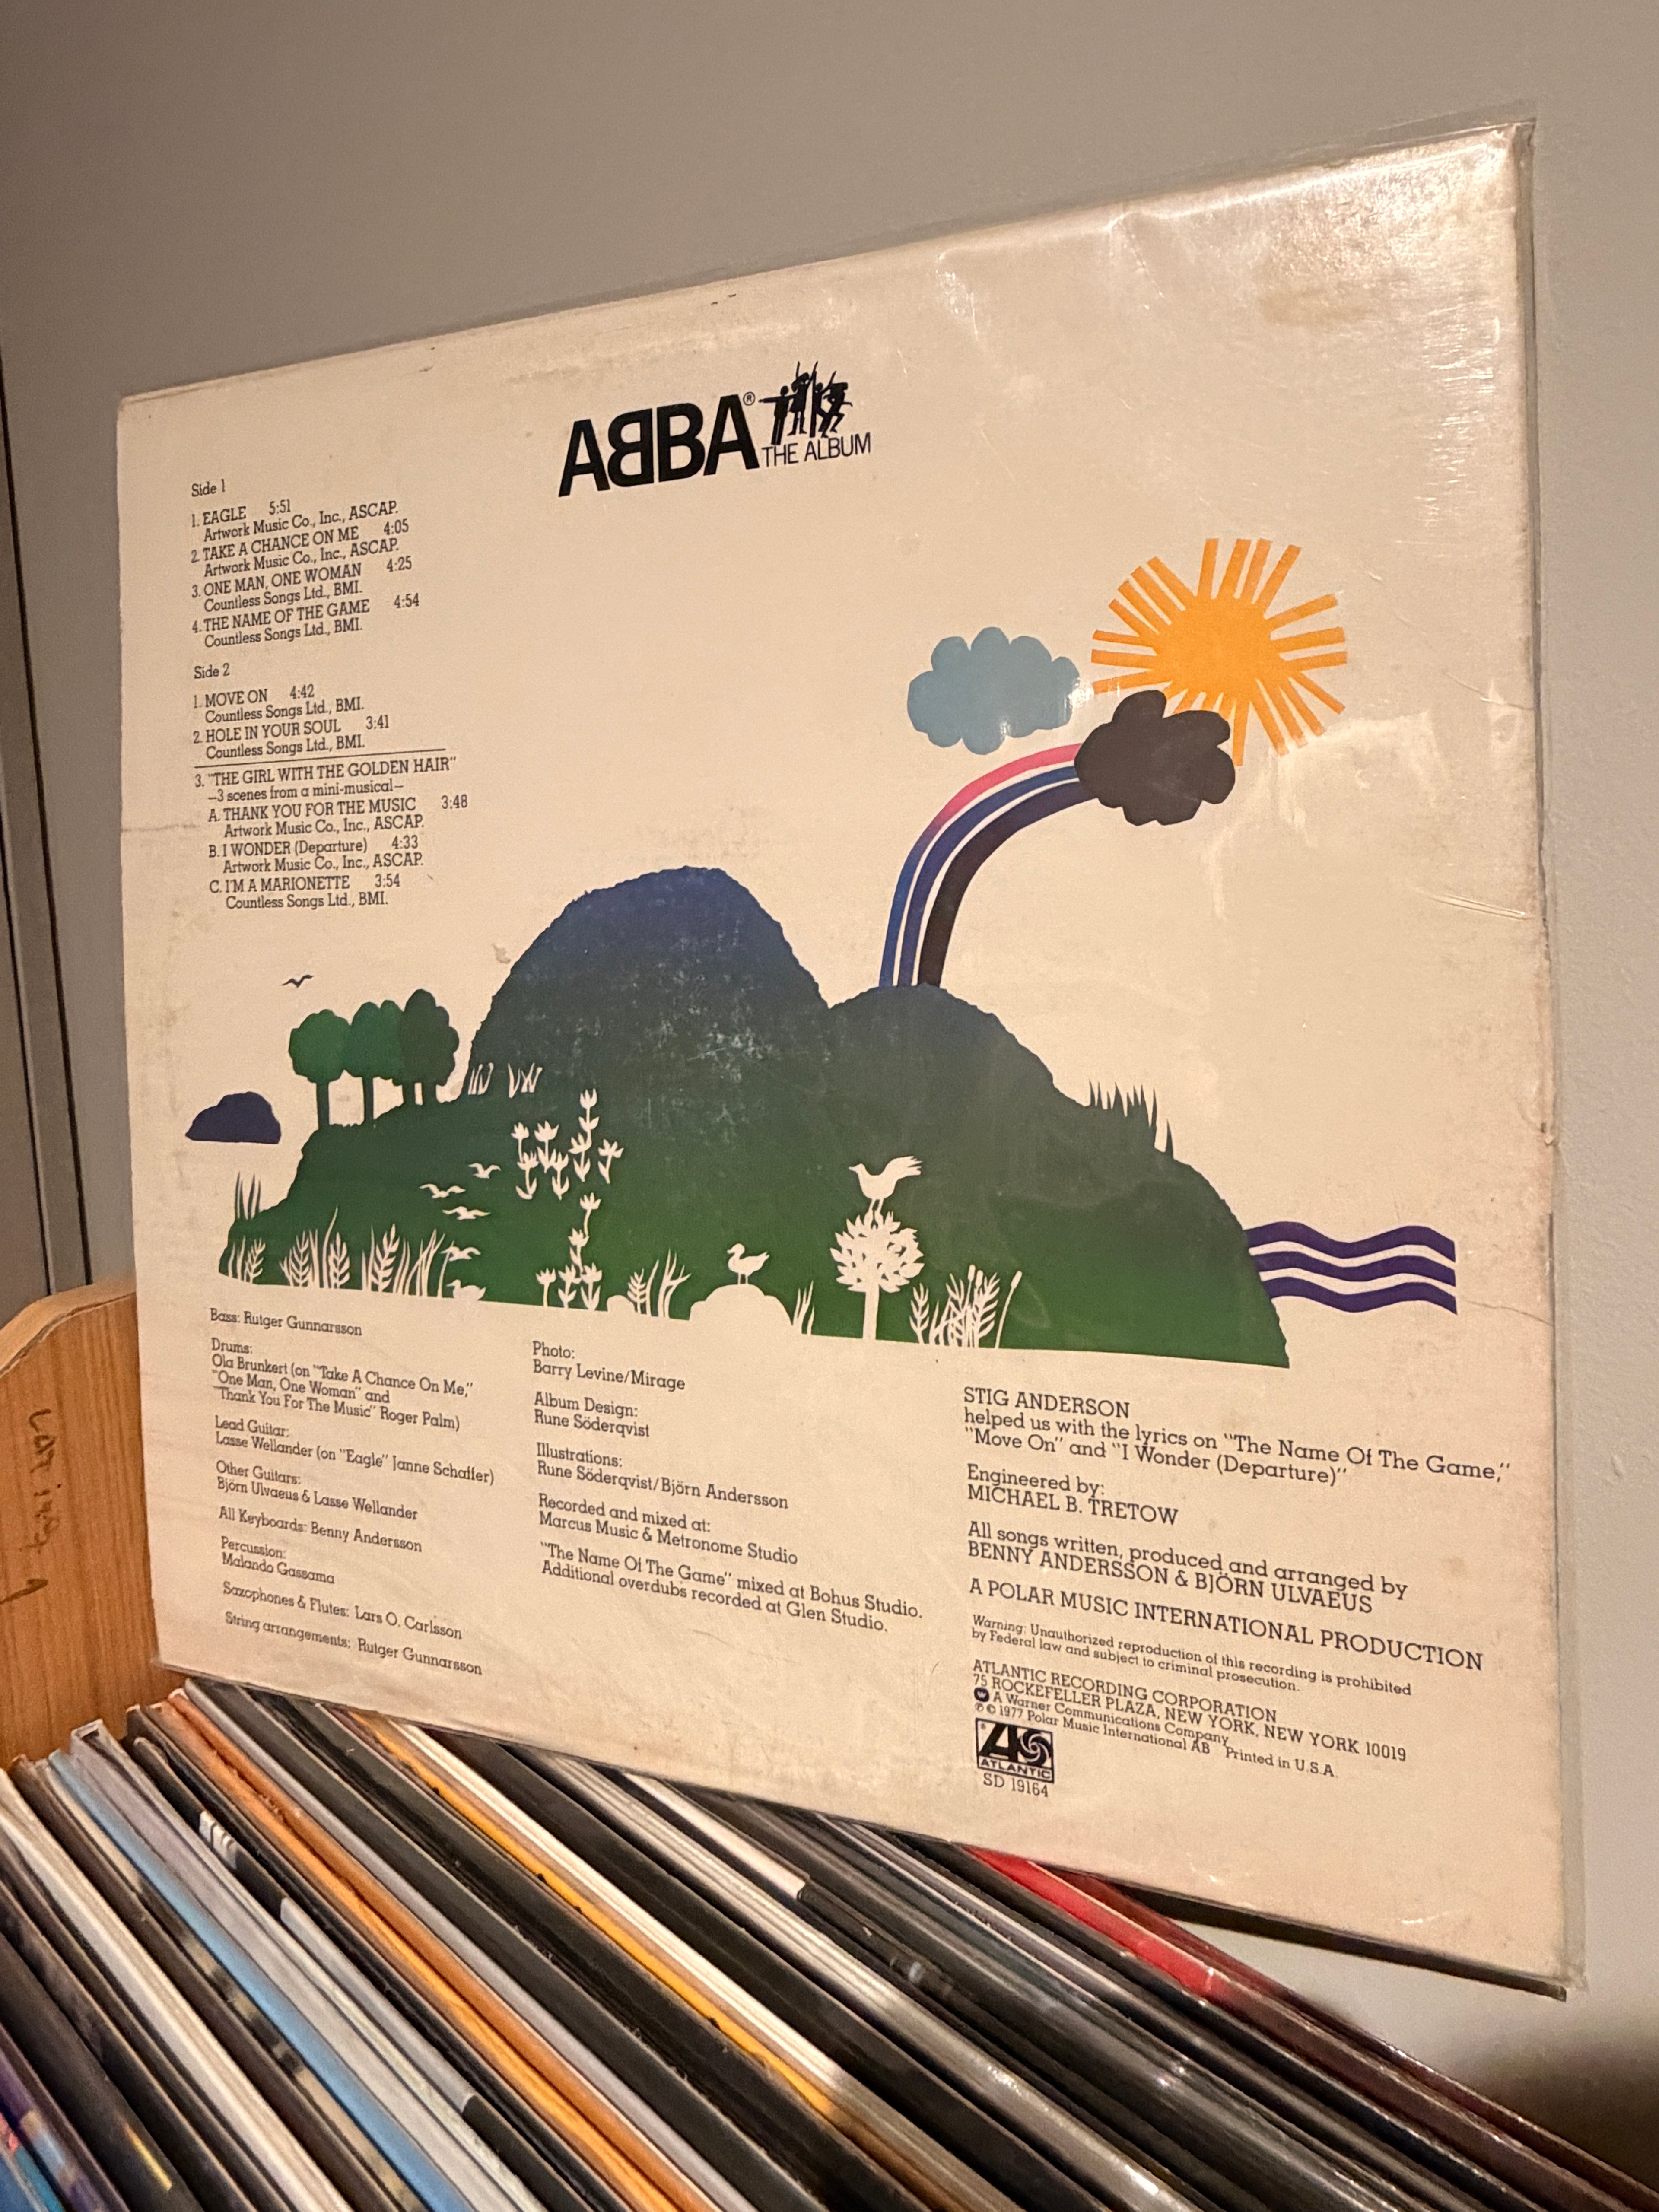 ABBA®
THE ALBUM
Side 1
1. EAGLE 5:51
Artwork Music Co., Inc., ASCAP.
2. TAKE A CHANCE ON ME 4:05
Artwork Music Co., Inc., ASCAP.
3. ONE MAN, ONE WOMAN 4:25
Countless Songs Ltd., BMI.
4. THE NAME OF THE GAME 4:54
Countless Songs Ltd., BMI.
Side 2
1. MOVE ON 4:42
Countless Songs Ltd., BMI.
2. HOLE IN YOUR SOUL 3:41
Countless Songs Ltd., BMI.
3. "THE GIRL WITH THE GOLDEN HAIR"
–3 scenes from a mini-musical–
A. THANK YOU FOR THE MUSIC 3:48
Artwork Music Co., Inc., ASCAP.
B. I WONDER (Departure) 4:33
Artwork Music Co., Inc., ASCAP.
C. I'M A MARIONETTE 3:54
Countless Songs Ltd., BMI.
Bass: Rutger Gunnarsson
Drums:
Ola Brunkert (on "Take A Chance On Me,"
"One Man, One Woman" and
"Thank You For The Music" Roger Palm)
Lead Guitar:
Lasse Wellander (on "Eagle" Janne Schaffer)
Other Guitars:
Björn Ulvaeus & Lasse Wellander
All Keyboards: Benny Andersson
Percussion:
Malando Gassama
Saxophones & Flutes: Lars O. Carlsson
String arrangements: Rutger Gunnarsson
Photo:
Barry Levine/Mirage
Album Design:
Rune Söderqvist
Illustrations:
Rune Söderqvist/Björn Andersson
Recorded and mixed at:
Marcus Music & Metronome Studio
"The Name Of The Game" mixed at Bohus Studio.
Additional overdubs recorded at Glen Studio.
STIG ANDERSON
helped us with the lyrics on "The Name Of The Game,"
"Move On" and "I Wonder (Departure)"
Engineered by:
MICHAEL B. TRETOW
All songs written, produced and arranged by
BENNY ANDERSSON & BJÖRN ULVAEUS
A POLAR MUSIC INTERNATIONAL PRODUCTION
Warning: Unauthorized reproduction of this recording is prohibited
by Federal law and subject to criminal prosecution.
ATLANTIC RECORDING CORPORATION
75 ROCKEFELLER PLAZA, NEW YORK, NEW YORK 10019
A Warner Communications Company
℗ © 1977 Polar Music International AB Printed in U.S.A.
ATLANTIC
SD 19164